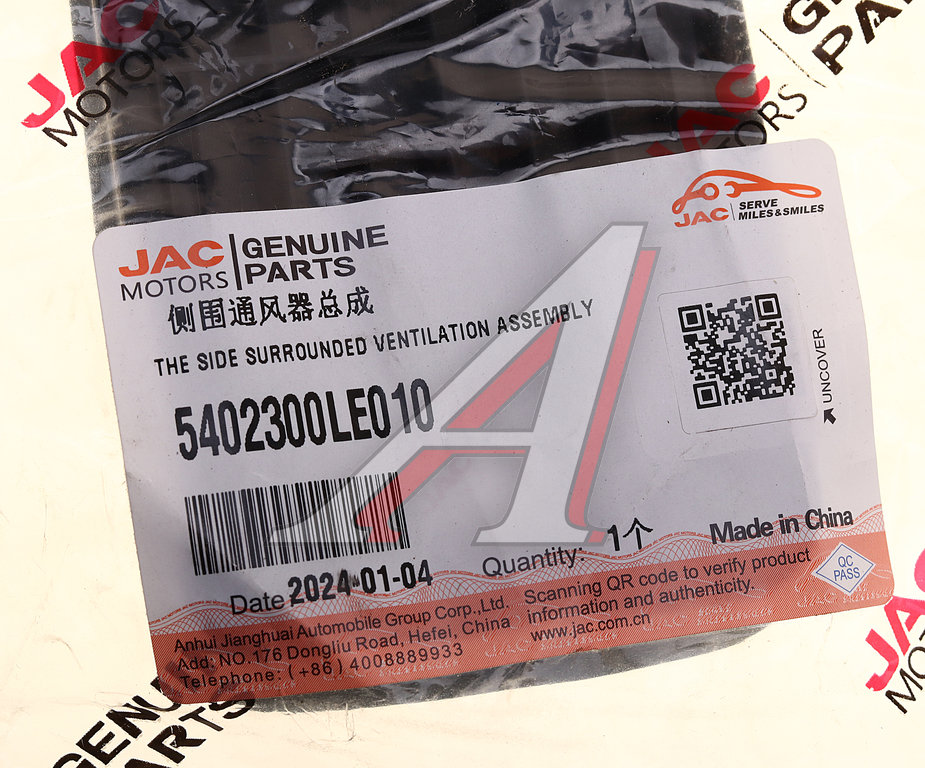 JAC
MOTORS
GENUINE
PARTS
JAC
MOTORS
JAC MOTORS | GENUINE PARTS
JAC | SERVE MILES & SMILES
侧围通风器总成
THE SIDE SURROUNDED VENTILATION ASSEMBLY
5402300LE010
UNCOVER
Date 2024-01-04
Quantity: 1个
Made in China
QC PASS
Anhui Jianghuai Automobile Group Corp.,Ltd.
Add: NO.176 Dongliu Road, Hefei, China
Telephone: (+86) 4008889933
Scanning QR code to verify product
information and authenticity.
www.jac.com.cn
JAC
GENUINE
PARTS